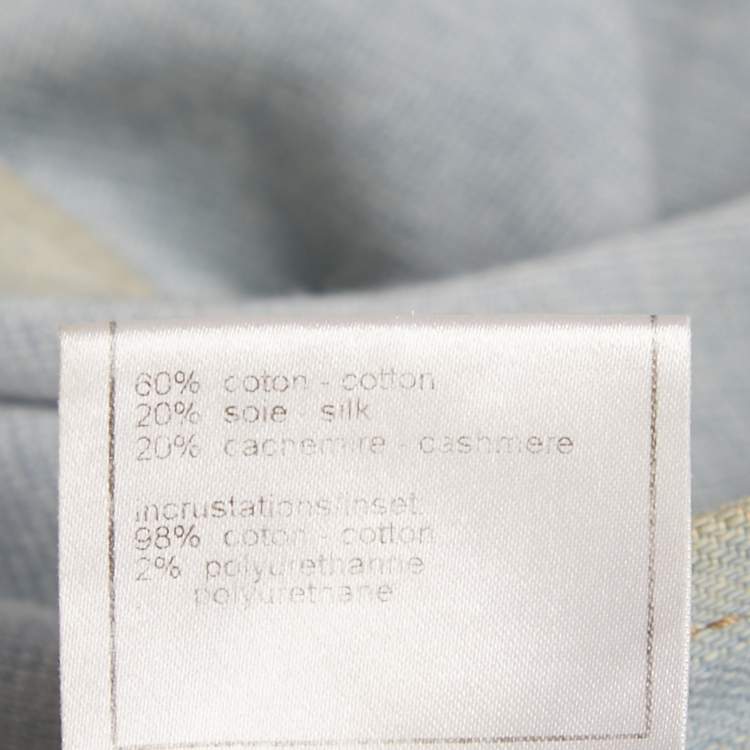 60% coton - cotton
20% soie - silk
20% cachemire - cashmere
incrustations/inset:
98% coton - cotton
2% polyurethanne
polyurethane